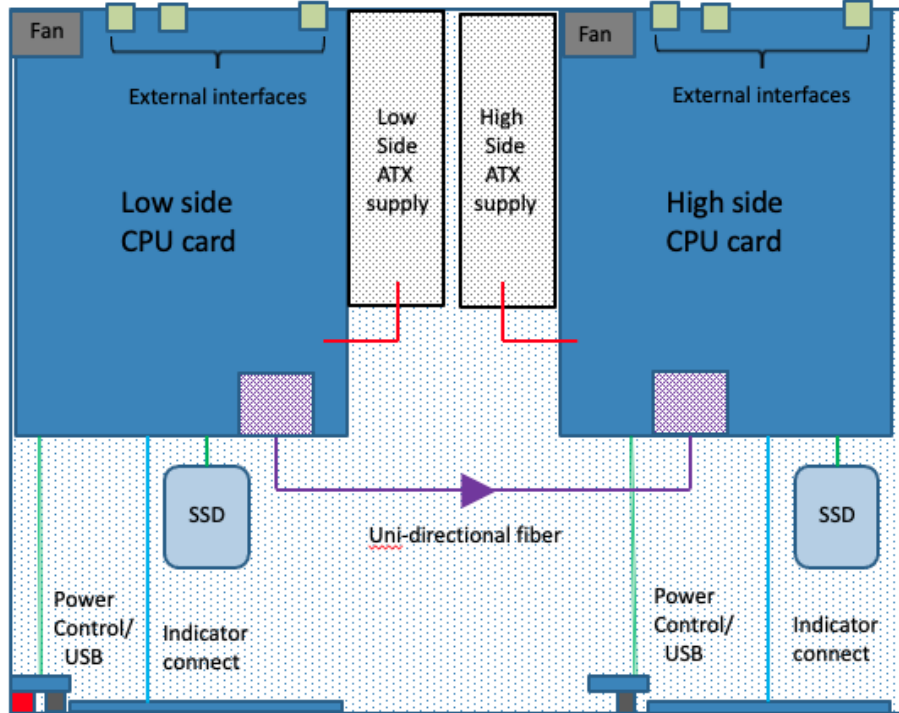 Fan
External interfaces
Low side
CPU card
Low
Side
ATX
supply
High
Side
ATX
supply
Fan
External interfaces
High side
CPU card
SSD
Uni-directional fiber
SSD
Power
Control/
USB
Indicator
connect
Power
Control/
USB
Indicator
connect